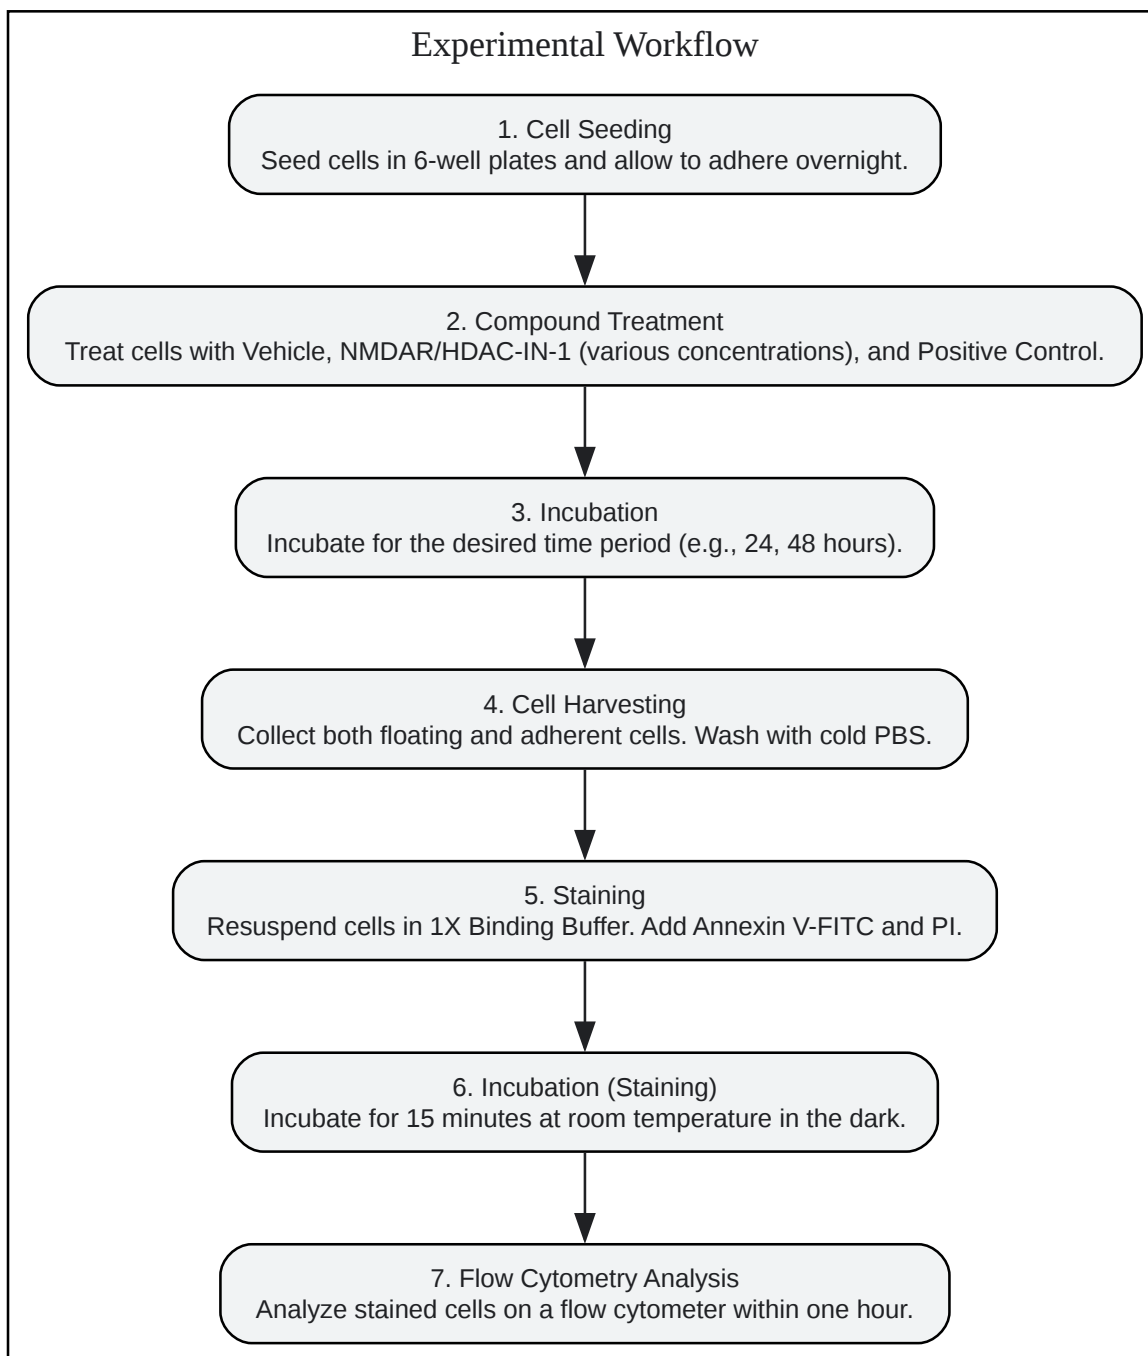 Experimental Workflow
1. Cell Seeding
Seed cells in 6-well plates and allow to adhere overnight.
2. Compound Treatment
Treat cells with Vehicle, NMDAR/HDAC-IN-1 (various concentrations), and Positive Control.
3. Incubation
Incubate for the desired time period (e.g., 24, 48 hours).
4. Cell Harvesting
Collect both floating and adherent cells. Wash with cold PBS.
5. Staining
Resuspend cells in 1X Binding Buffer. Add Annexin V-FITC and PI.
6. Incubation (Staining)
Incubate for 15 minutes at room temperature in the dark.
7. Flow Cytometry Analysis
Analyze stained cells on a flow cytometer within one hour.